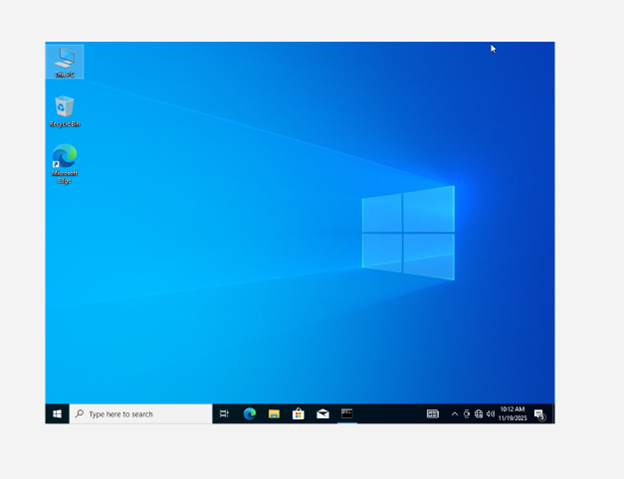 This PC
Recycle Bin
Microsoft
Edge
Type here to search
10:12 AM
11/19/2025